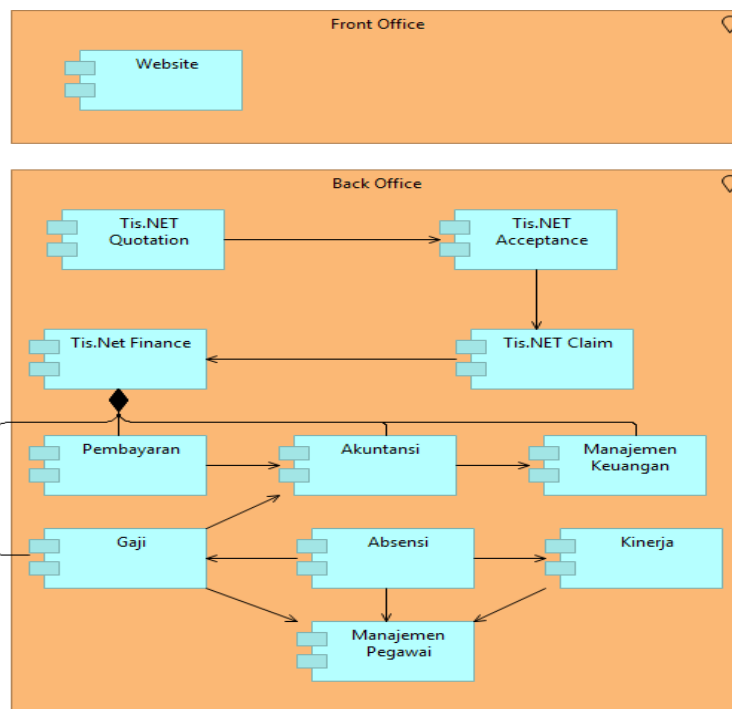 Front Office
Website
Back Office
Tis.NET
Quotation
Tis.NET
Acceptance
Tis.Net Finance
Tis.NET Claim
Pembayaran
Akuntansi
Manajemen
Keuangan
Gaji
Absensi
Kinerja
Manajemen
Pegawai